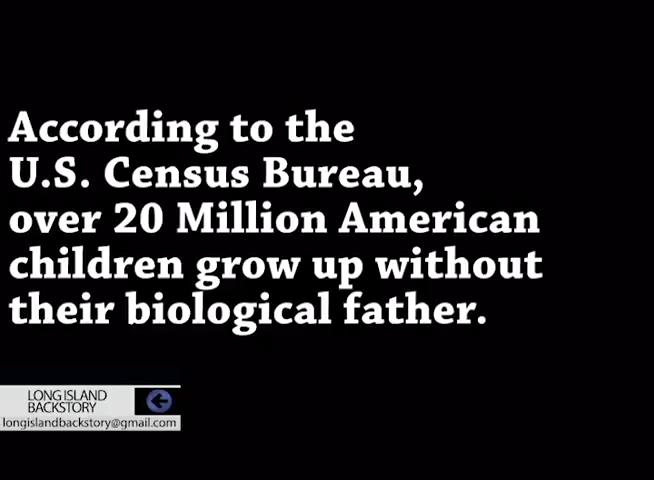 According to the
U.S. Census Bureau,
over 20 Million American
children grow up without
their biological father.
LONG ISLAND
BACKSTORY
longislandbackstory@gmail.com